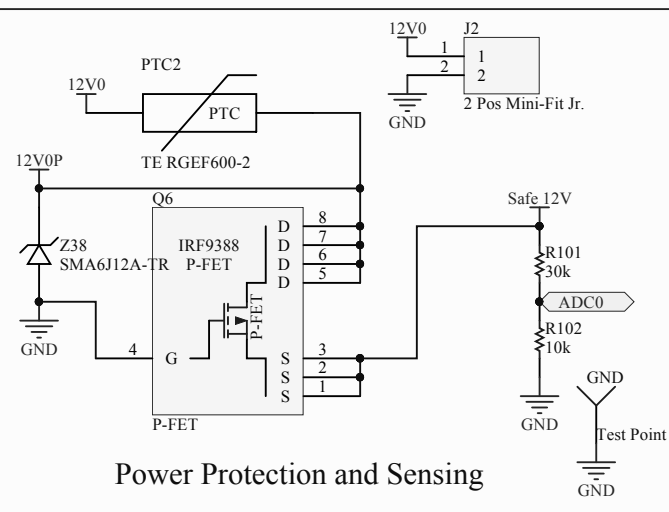 12V0
J2
1
1
2
2
GND
2 Pos Mini-Fit Jr.
PTC2
12V0
PTC
TE RGEF600-2
12V0P
Z38
SMA6J12A-TR
GND
Q6
IRF9388
P-FET
D
8
D
7
D
6
D
5
P-FET
4
G
S
3
S
2
S
1
P-FET
Safe 12V
R101
30k
ADC0
R102
10k
GND
GND
Test Point
GND
Power Protection and Sensing